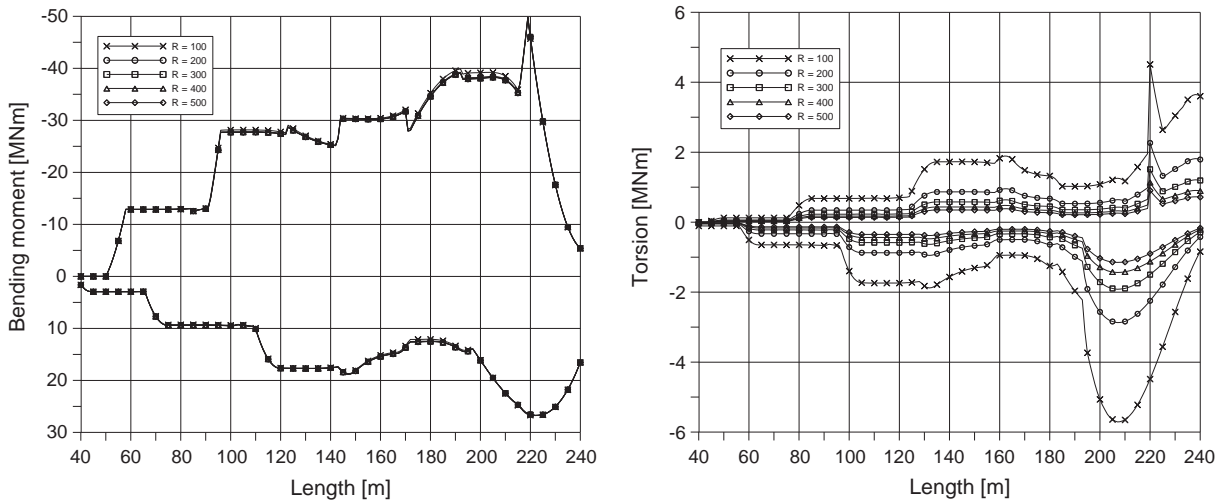 -50
-40
-30
-20
-10
0
10
20
30
Bending moment [MNm]
R = 100
R = 200
R = 300
R = 400
R = 500
40 60 80 100 120 140 160 180 200 220 240
Length [m]
6
4
2
0
-2
-4
-6
Torsion [MNm]
R = 100
R = 200
R = 300
R = 400
R = 500
40 60 80 100 120 140 160 180 200 220 240
Length [m]